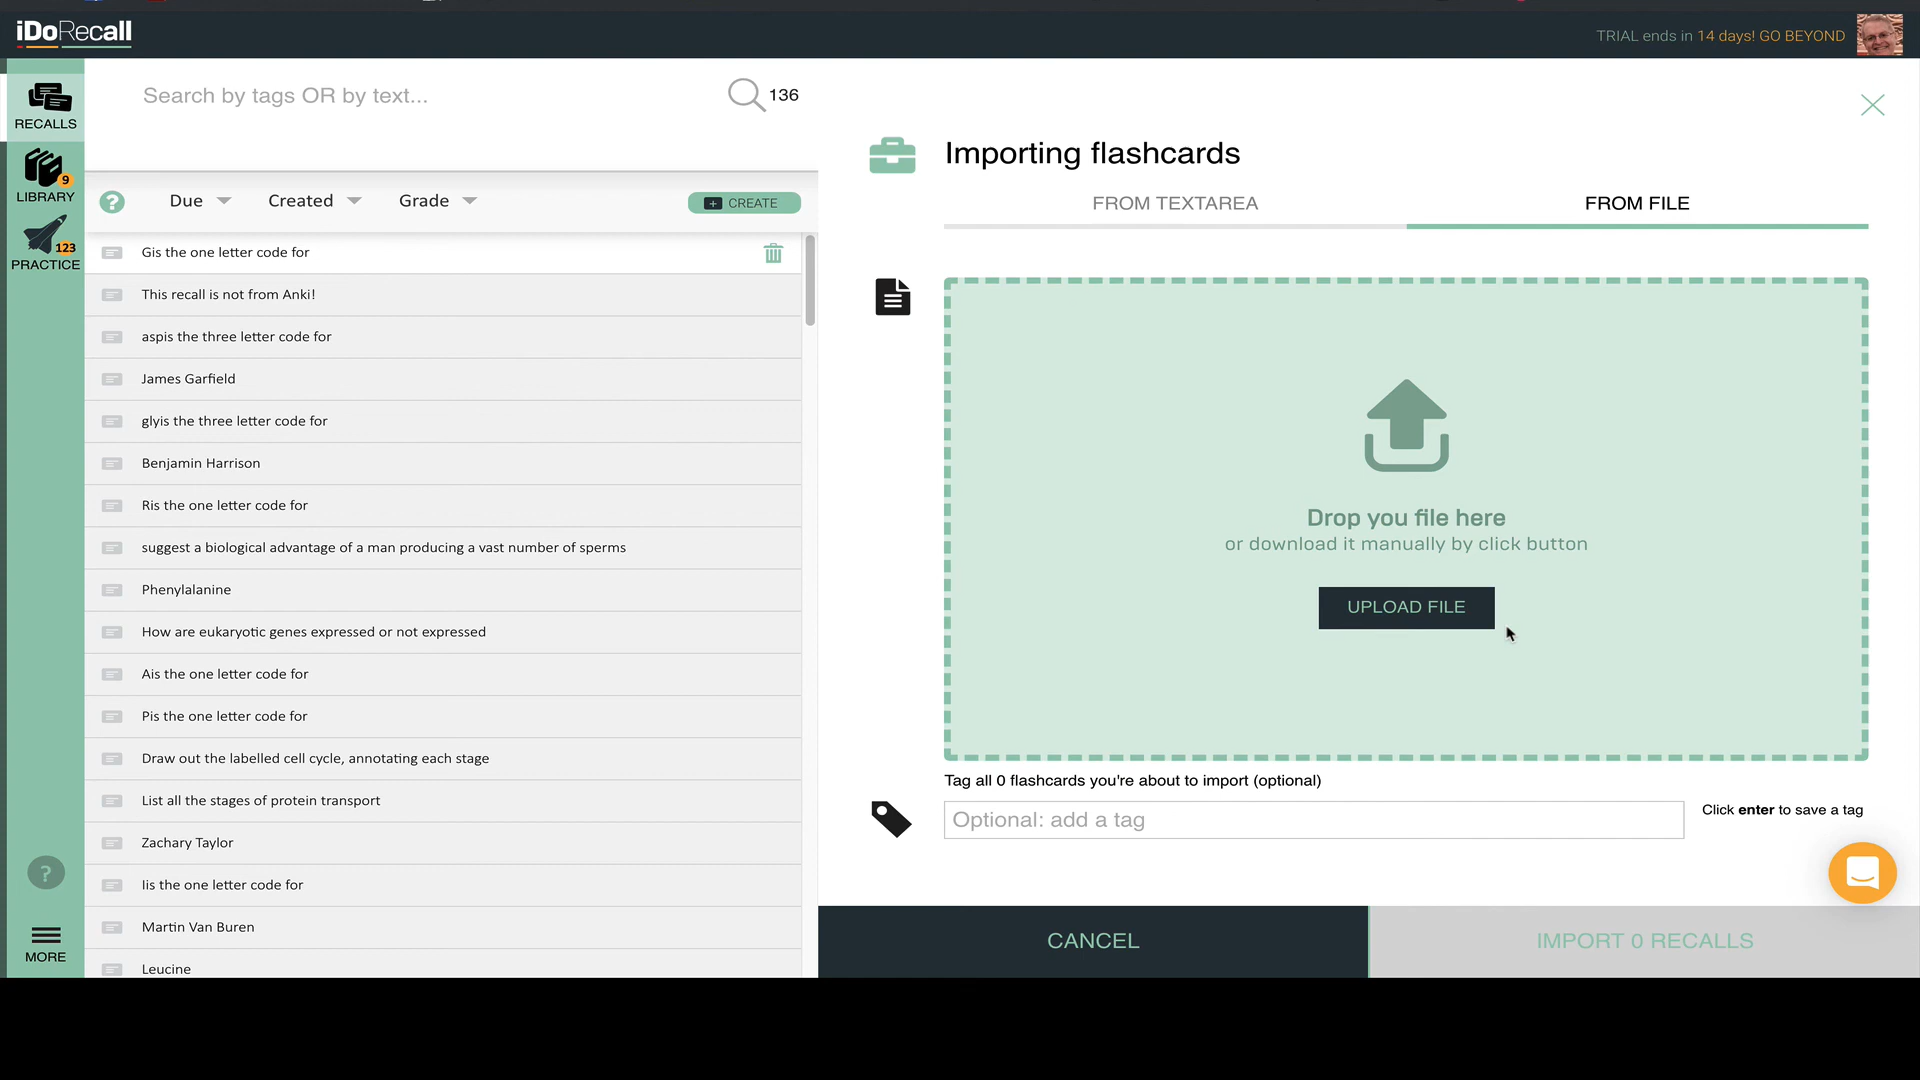 iDoRecall
TRIAL ends in 14 days! GO BEYOND
RECALLS
LIBRARY
9
PRACTICE
123
?
MORE
Search by tags OR by text...
136
? Due Created Grade CREATE
Gis the one letter code for
This recall is not from Anki!
aspis the three letter code for
James Garfield
glyis the three letter code for
Benjamin Harrison
Ris the one letter code for
suggest a biological advantage of a man producing a vast number of sperms
Phenylalanine
How are eukaryotic genes expressed or not expressed
Ais the one letter code for
Pis the one letter code for
Draw out the labelled cell cycle, annotating each stage
List all the stages of protein transport
Zachary Taylor
Iis the one letter code for
Martin Van Buren
Leucine
Importing flashcards
FROM TEXTAREA FROM FILE
Drop you file here
or download it manually by click button
UPLOAD FILE
Tag all 0 flashcards you're about to import (optional)
Optional: add a tag
Click enter to save a tag
CANCEL IMPORT 0 RECALLS